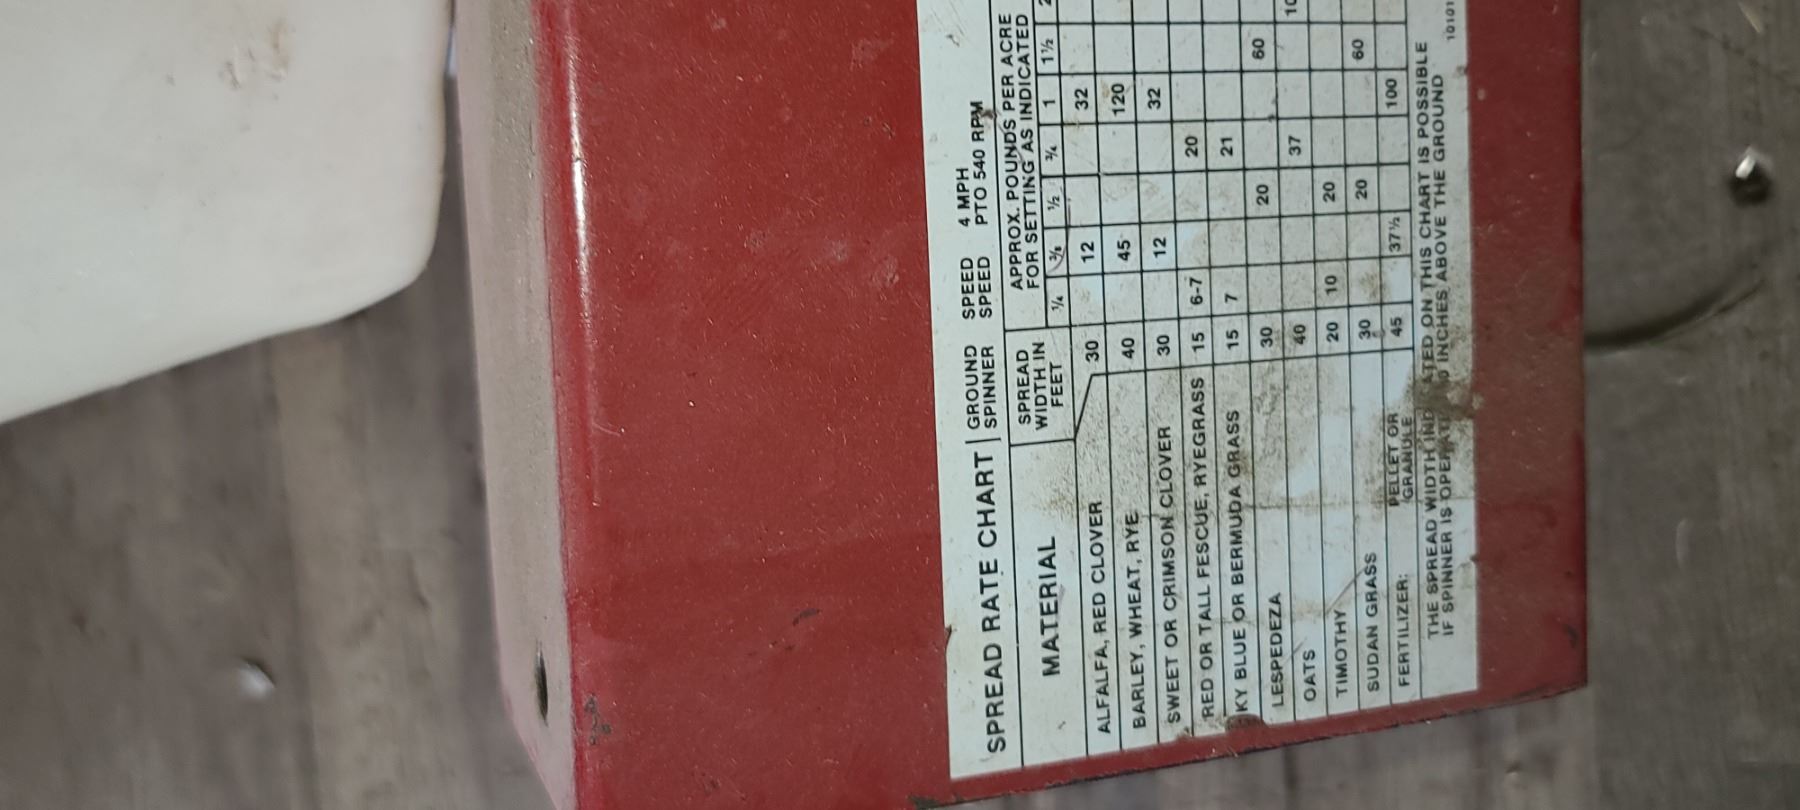 SPREAD RATE CHART GROUND SPEED 4 MPH
SPINNER SPEED PTO 540 RPM
MATERIAL SPREAD WIDTH IN FEET APPROX. POUNDS PER ACRE
FOR SETTING AS INDICATED
1/4 3/8 1/2 3/4 1 1½ 2
ALFALFA, RED CLOVER 30 12 32
BARLEY, WHEAT, RYE 40 45 120
SWEET OR CRIMSON CLOVER 30 12 32
RED OR TALL FESCUE, RYEGRASS 15 6-7 20
KY BLUE OR BERMUDA GRASS 15 7 21
LESPEDEZA 30 20 60
OATS 40 37 10
TIMOTHY 20 10 20
SUDAN GRASS 30 20 60
FERTILIZER: PELLET OR GRANULE 45 37½ 100
THE SPREAD WIDTH ON THIS CHART IS POSSIBLE
IF SPINNER IS INCHES ABOVE THE GROUND
10101